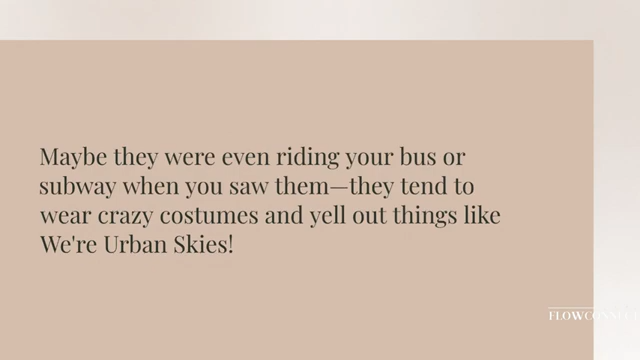 Maybe they were even riding your bus or
subway when you saw them—they tend to
wear crazy costumes and yell out things like
We're Urban Skies!